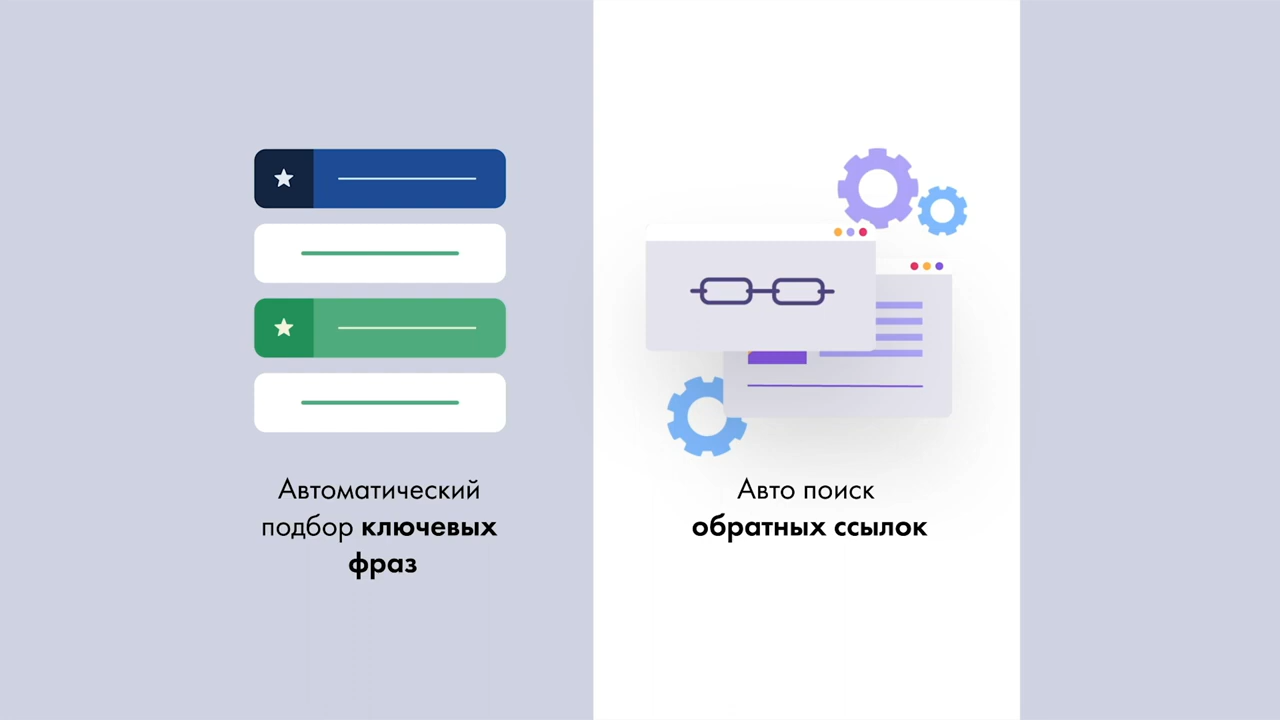 Автоматический
подбор ключевых
фраз
Авто поиск
обратных ссылок